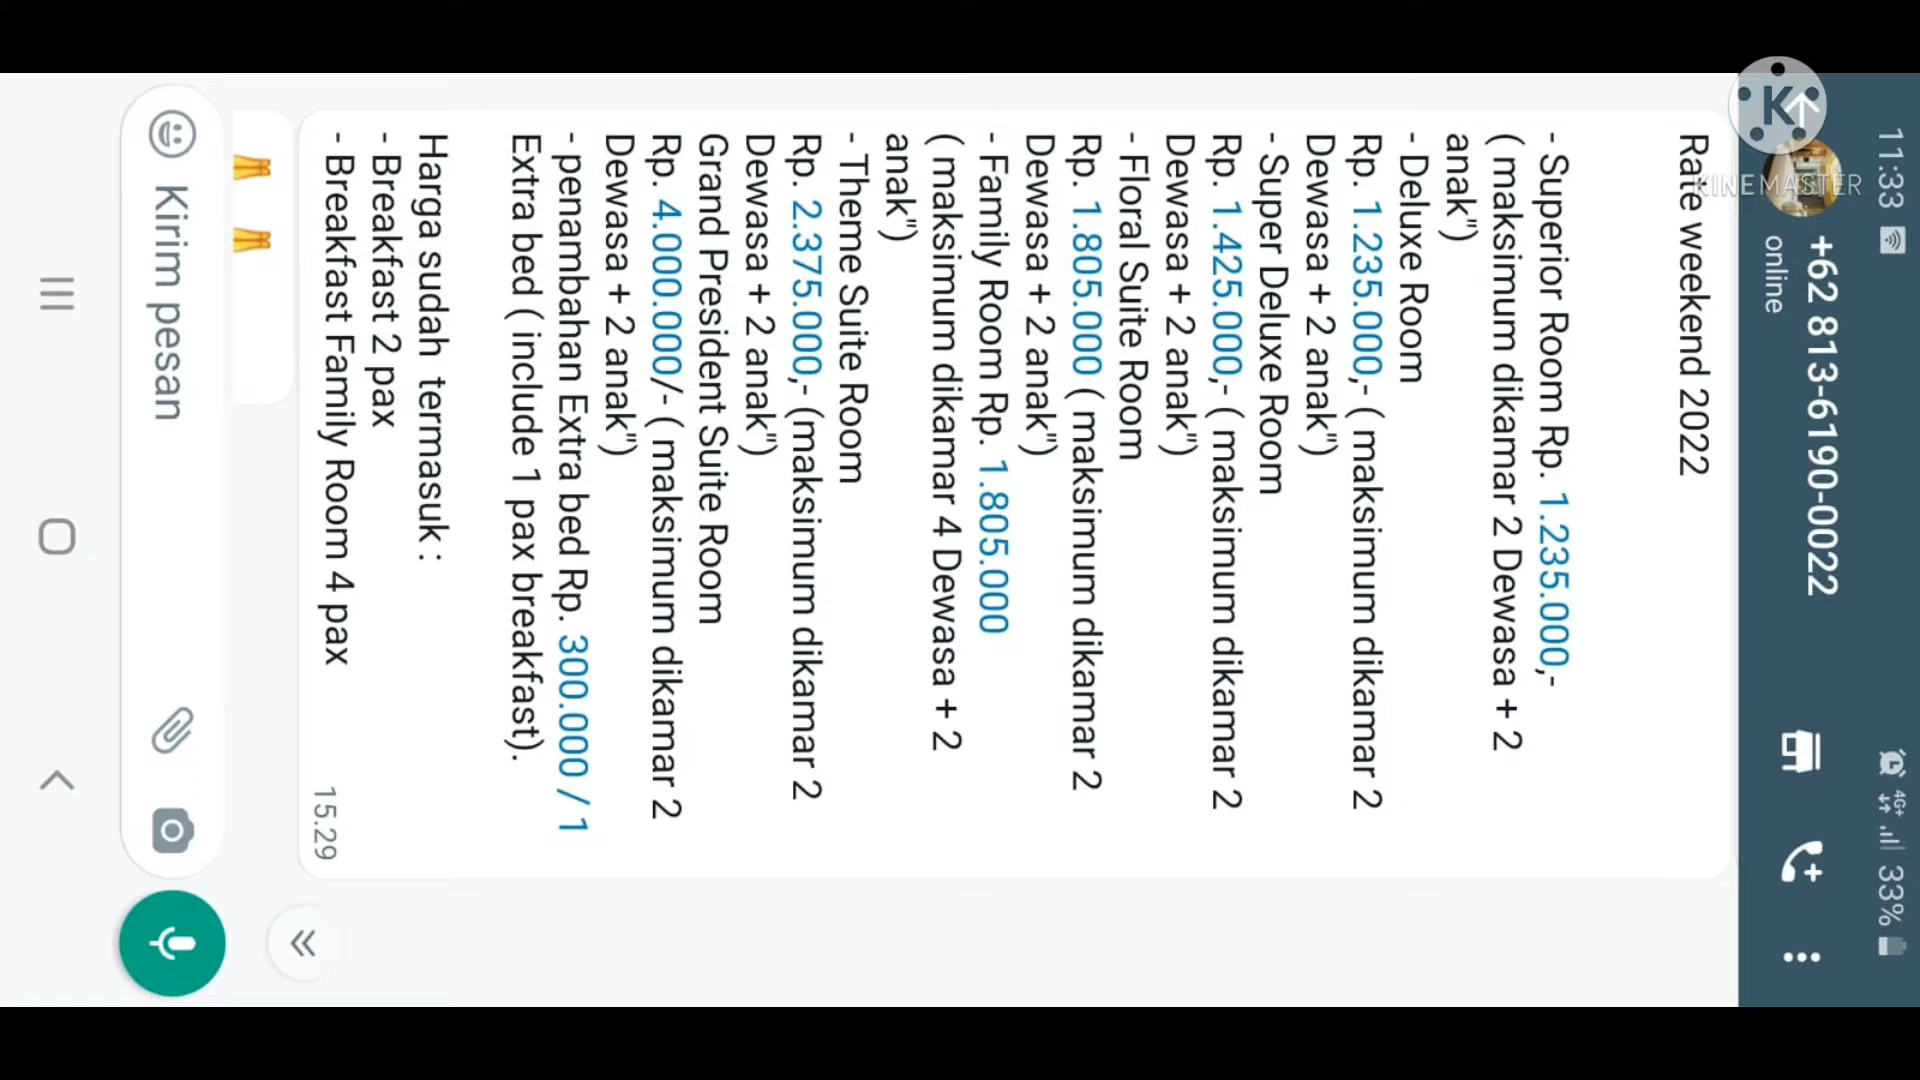 11:33
4G+
33%
+62 813-6190-0022
online
K
KINEMASTER
Rate weekend 2022
- Superior Room Rp. 1.235.000,-
( maksimum dikamar 2 Dewasa + 2
anak")
- Deluxe Room
Rp. 1.235.000,- ( maksimum dikamar 2
Dewasa + 2 anak")
- Super Deluxe Room
Rp. 1.425.000,- ( maksimum dikamar 2
Dewasa + 2 anak")
- Floral Suite Room
Rp. 1.805.000 ( maksimum dikamar 2
Dewasa + 2 anak")
- Family Room Rp. 1.805.000
( maksimum dikamar 4 Dewasa + 2
anak")
- Theme Suite Room
Rp. 2.375.000,- (maksimum dikamar 2
Dewasa + 2 anak")
Grand President Suite Room
Rp. 4.000.000/- ( maksimum dikamar 2
Dewasa + 2 anak")
- penambahan Extra bed Rp. 300.000 / 1
Extra bed ( include 1 pax breakfast).
Harga sudah termasuk :
- Breakfast 2 pax
- Breakfast Family Room 4 pax
15.29
Kirim pesan